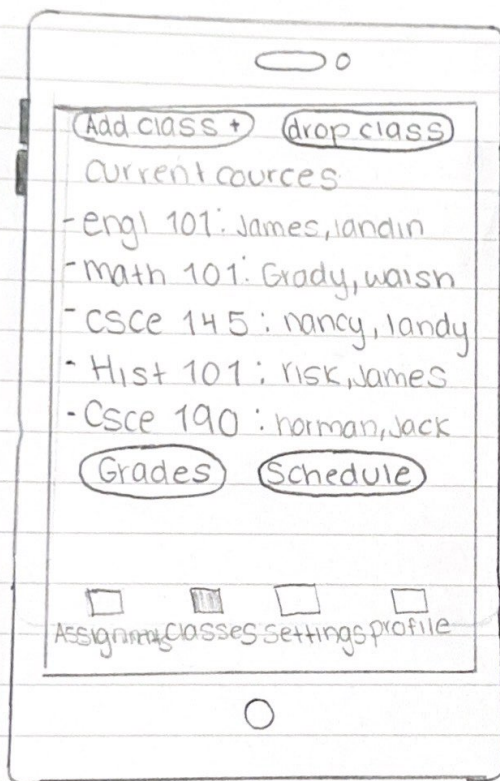 Add class + drop class
current cources:
- engl 101: James, landin
- math 101: Grady, walsh
- csce 145: nancy, landy
- Hist 101: risk, James
- Csce 190: norman, Jack
Grades Schedule
Assignments classes settings profile